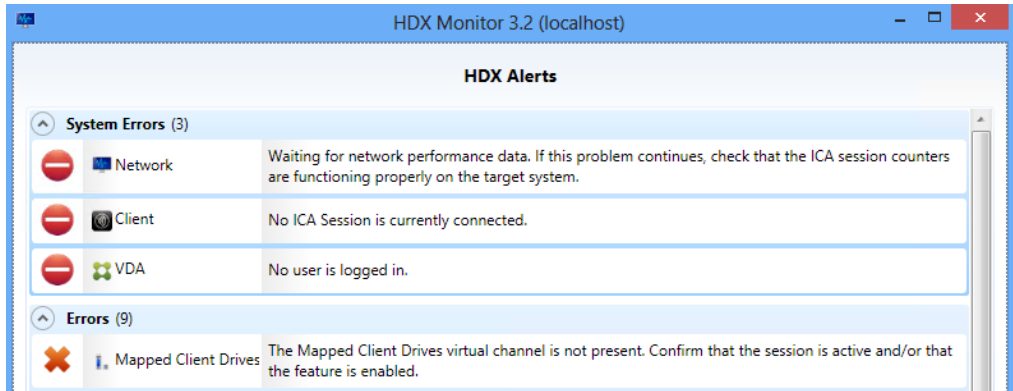 HDX Monitor 3.2 (localhost)
HDX Alerts
System Errors (3)
Network
Waiting for network performance data. If this problem continues, check that the ICA session counters
are functioning properly on the target system.
Client
No ICA Session is currently connected.
VDA
No user is logged in.
Errors (9)
Mapped Client Drives
The Mapped Client Drives virtual channel is not present. Confirm that the session is active and/or that
the feature is enabled.